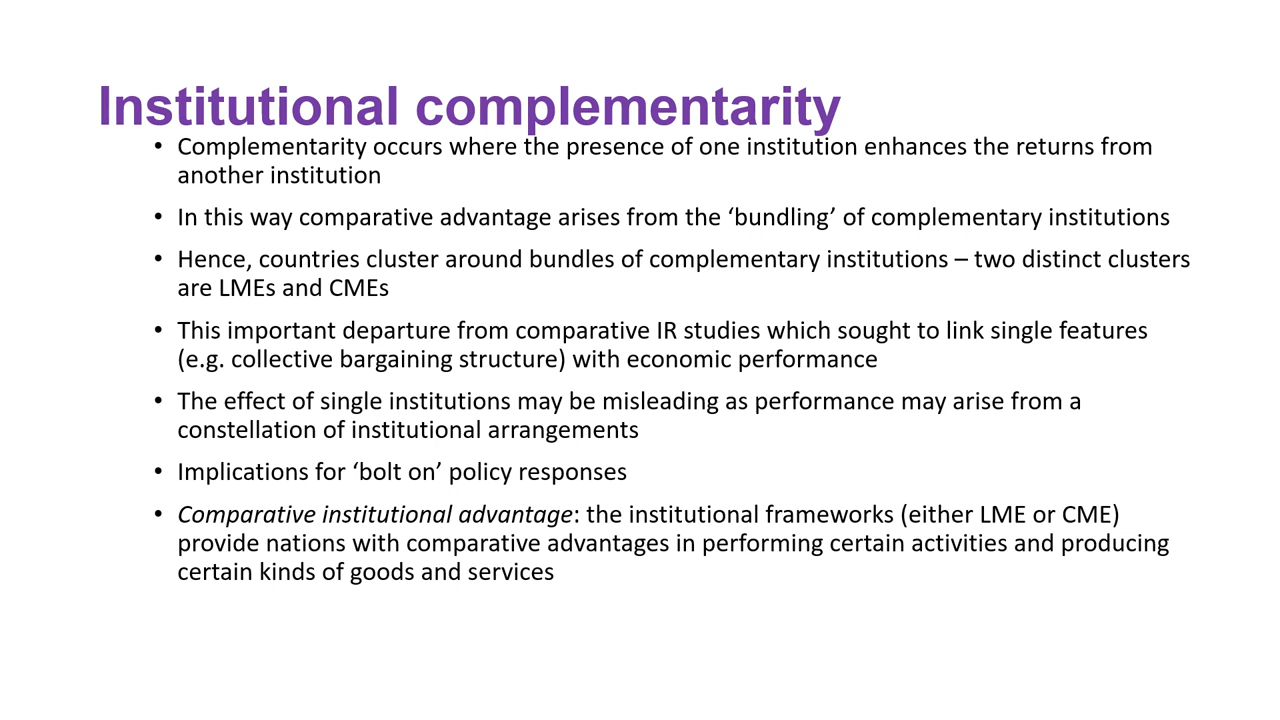 Institutional complementarity
• Complementarity occurs where the presence of one institution enhances the returns from
another institution
• In this way comparative advantage arises from the ‘bundling’ of complementary institutions
• Hence, countries cluster around bundles of complementary institutions – two distinct clusters
are LMEs and CMEs
• This important departure from comparative IR studies which sought to link single features
(e.g. collective bargaining structure) with economic performance
• The effect of single institutions may be misleading as performance may arise from a
constellation of institutional arrangements
• Implications for ‘bolt on’ policy responses
• Comparative institutional advantage: the institutional frameworks (either LME or CME)
provide nations with comparative advantages in performing certain activities and producing
certain kinds of goods and services